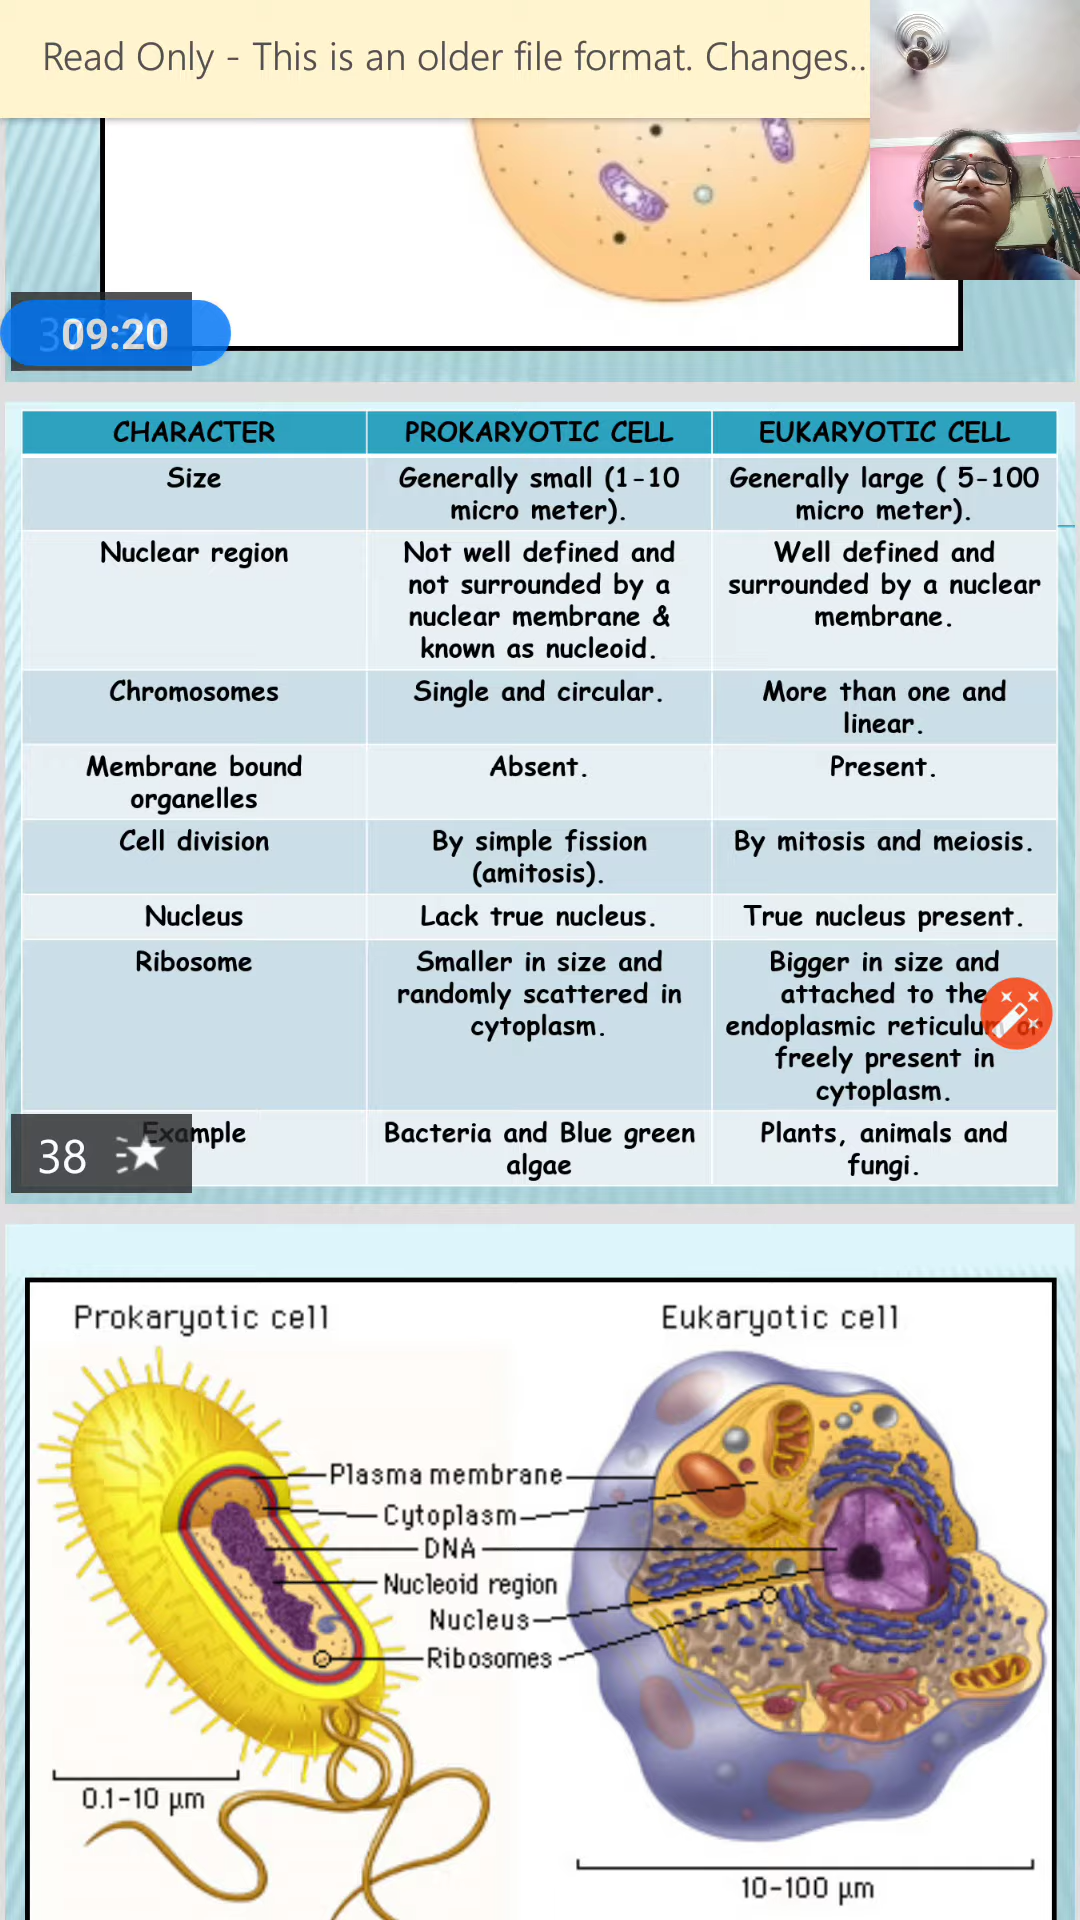 Read Only - This is an older file format. Changes..
09:20
CHARACTER
PROKARYOTIC CELL
EUKARYOTIC CELL
Size
Generally small (1-10
micro meter).
Generally large ( 5-100
micro meter).
Nuclear region
Not well defined and
not surrounded by a
nuclear membrane &
known as nucleoid.
Well defined and
surrounded by a nuclear
membrane.
Chromosomes
Single and circular.
More than one and
linear.
Membrane bound
organelles
Absent.
Present.
Cell division
By simple fission
(amitosis).
By mitosis and meiosis.
Nucleus
Lack true nucleus.
True nucleus present.
Ribosome
Smaller in size and
randomly scattered in
cytoplasm.
Bigger in size and
attached to the
endoplasmic reticulum or
freely present in
cytoplasm.
38
Example
Bacteria and Blue green
algae
Plants, animals and
fungi.
Prokaryotic cell
Eukaryotic cell
Plasma membrane
Cytoplasm
DNA
Nucleoid region
Nucleus
Ribosomes
0.1-10 µm
10-100 µm